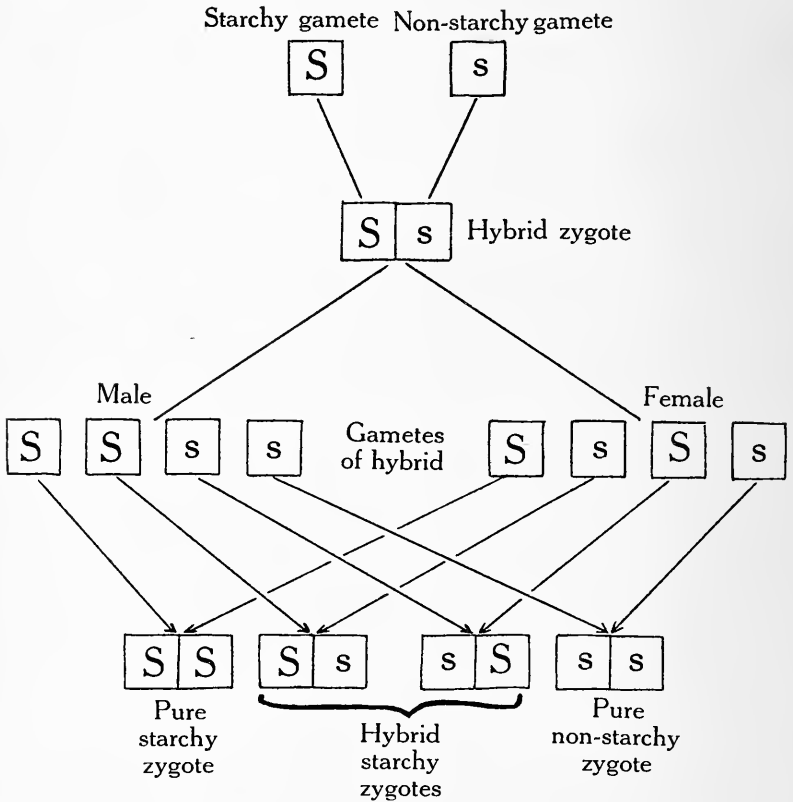 Starchy gamete Non-starchy gamete
S s
S s Hybrid zygote
Male Female
S S s s Gametes of hybrid S s S s
S S S s s S s s
Pure
starchy
zygote
Hybrid
starchy
zygotes
Pure
non-starchy
zygote